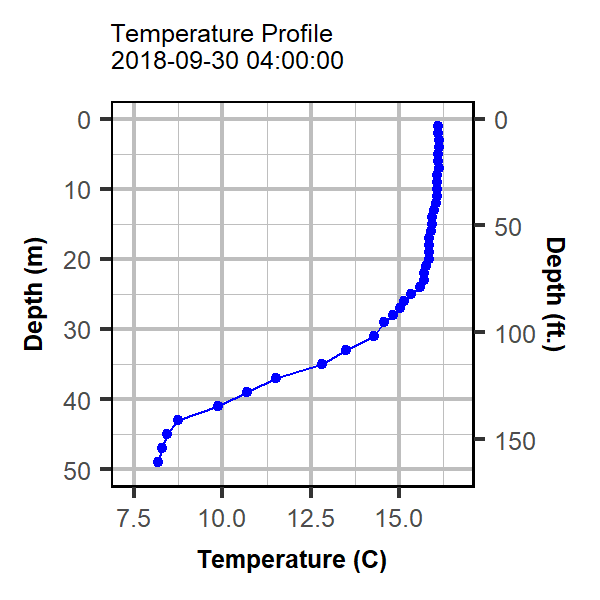 Temperature Profile
2018-09-30 04:00:00
0
10
20
30
40
50
Depth (m)
0
50
100
150
Depth (ft.)
7.5 10.0 12.5 15.0
Temperature (C)